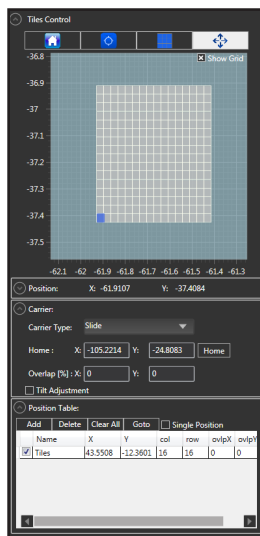 Tiles Control
Show Grid
-36.8
-36.9
-37
-37.1
-37.2
-37.3
-37.4
-37.5
-62.1 -62 -61.9 -61.8 -61.7 -61.6 -61.5 -61.4 -61.3
Position: X: -61.9107 Y: -37.4084
Carrier:
Carrier Type: Slide
Home : X: -105.2214 Y: -24.8083 Home
Overlap [%] : X: 0 Y: 0
Tilt Adjustment
Position Table:
Add Delete Clear All Goto Single Position
Name X Y col row ovlpX ovlpY
Tiles 43.5508 -12.3601 16 16 0 0